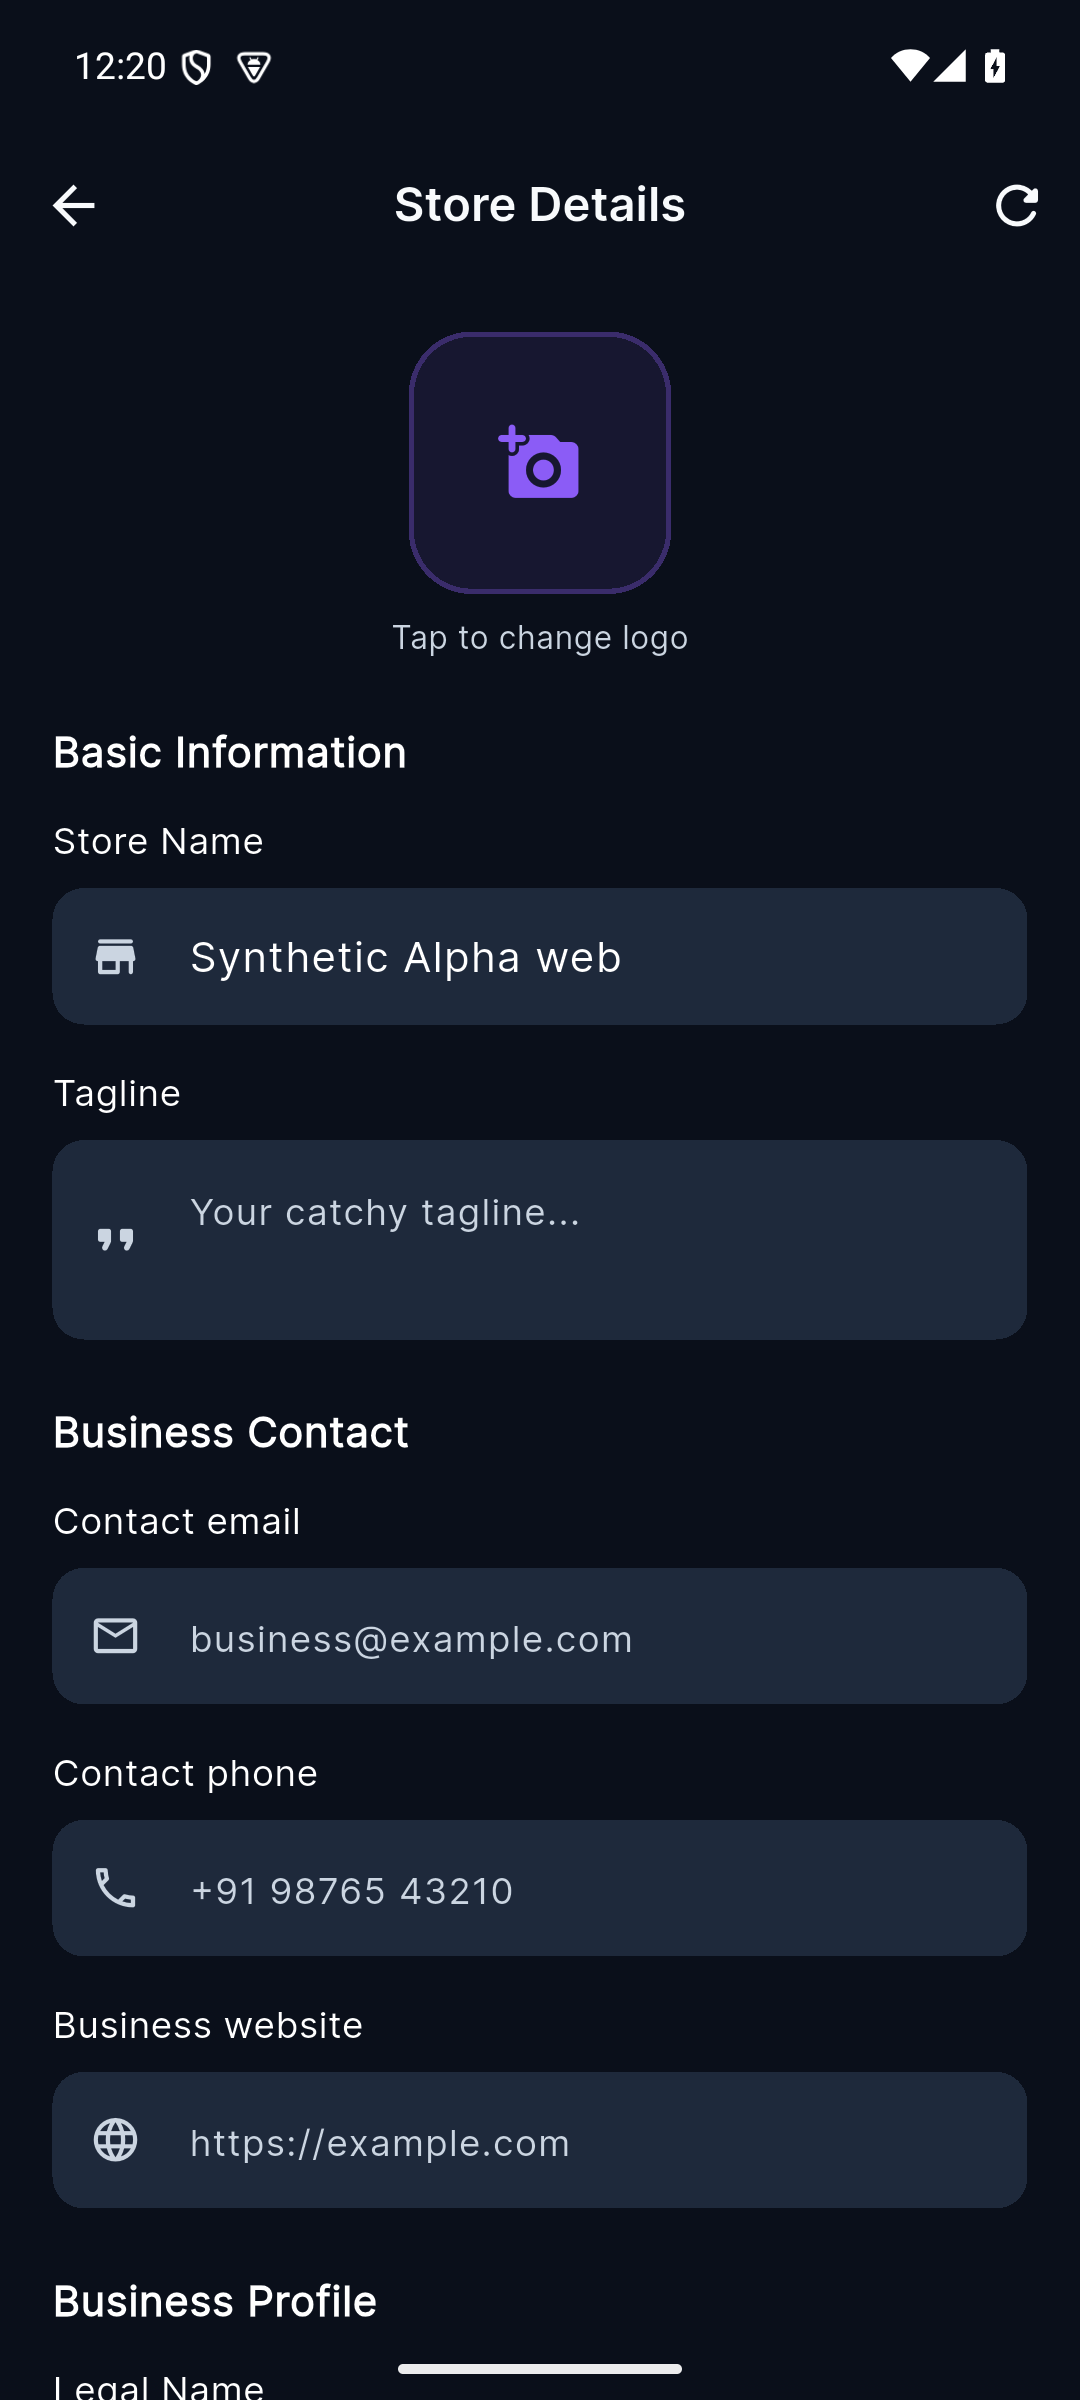 12:20
Store Details
Tap to change logo
Basic Information
Store Name
Synthetic Alpha web
Tagline
Your catchy tagline...
Business Contact
Contact email
business@example.com
Contact phone
+91 98765 43210
Business website
https://example.com
Business Profile
Legal Name